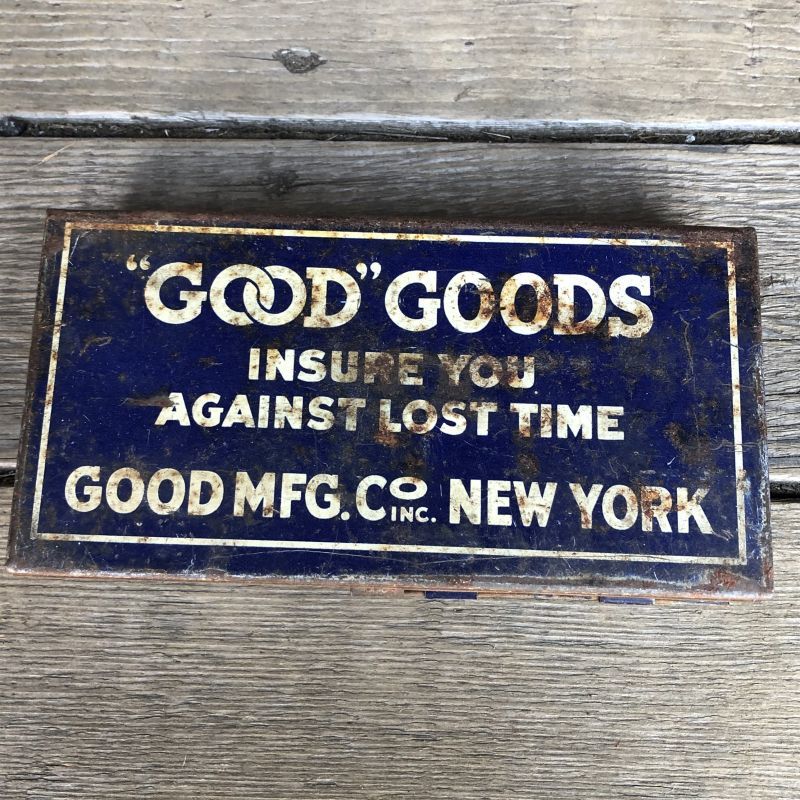 "GOOD" GOODS
INSURE YOU
AGAINST LOST TIME
GOOD MFG. CO. INC. NEW YORK